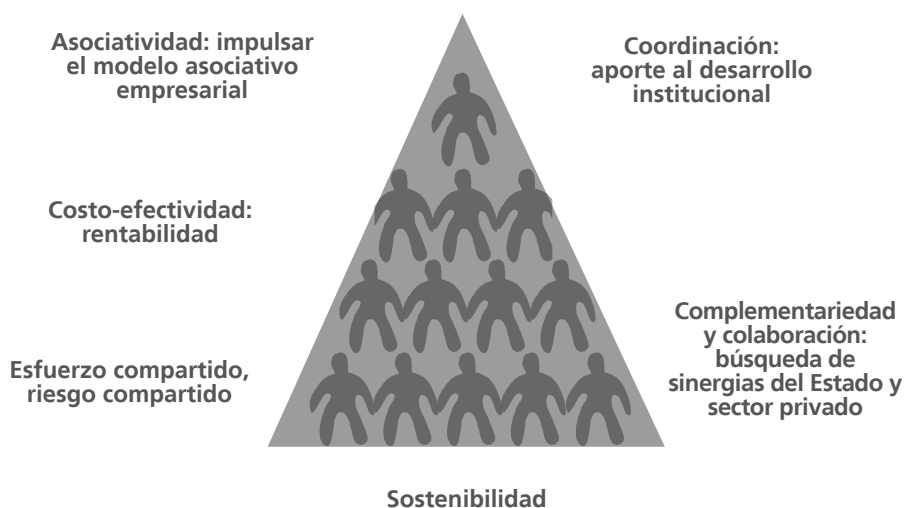 Asociatividad: impulsar
el modelo asociativo
empresarial
Coordinación:
aporte al desarrollo
institucional
Costo-efectividad:
rentabilidad
Complementariedad
y colaboración:
búsqueda de
sinergias del Estado y
sector privado
Esfuerzo compartido,
riesgo compartido
Sostenibilidad